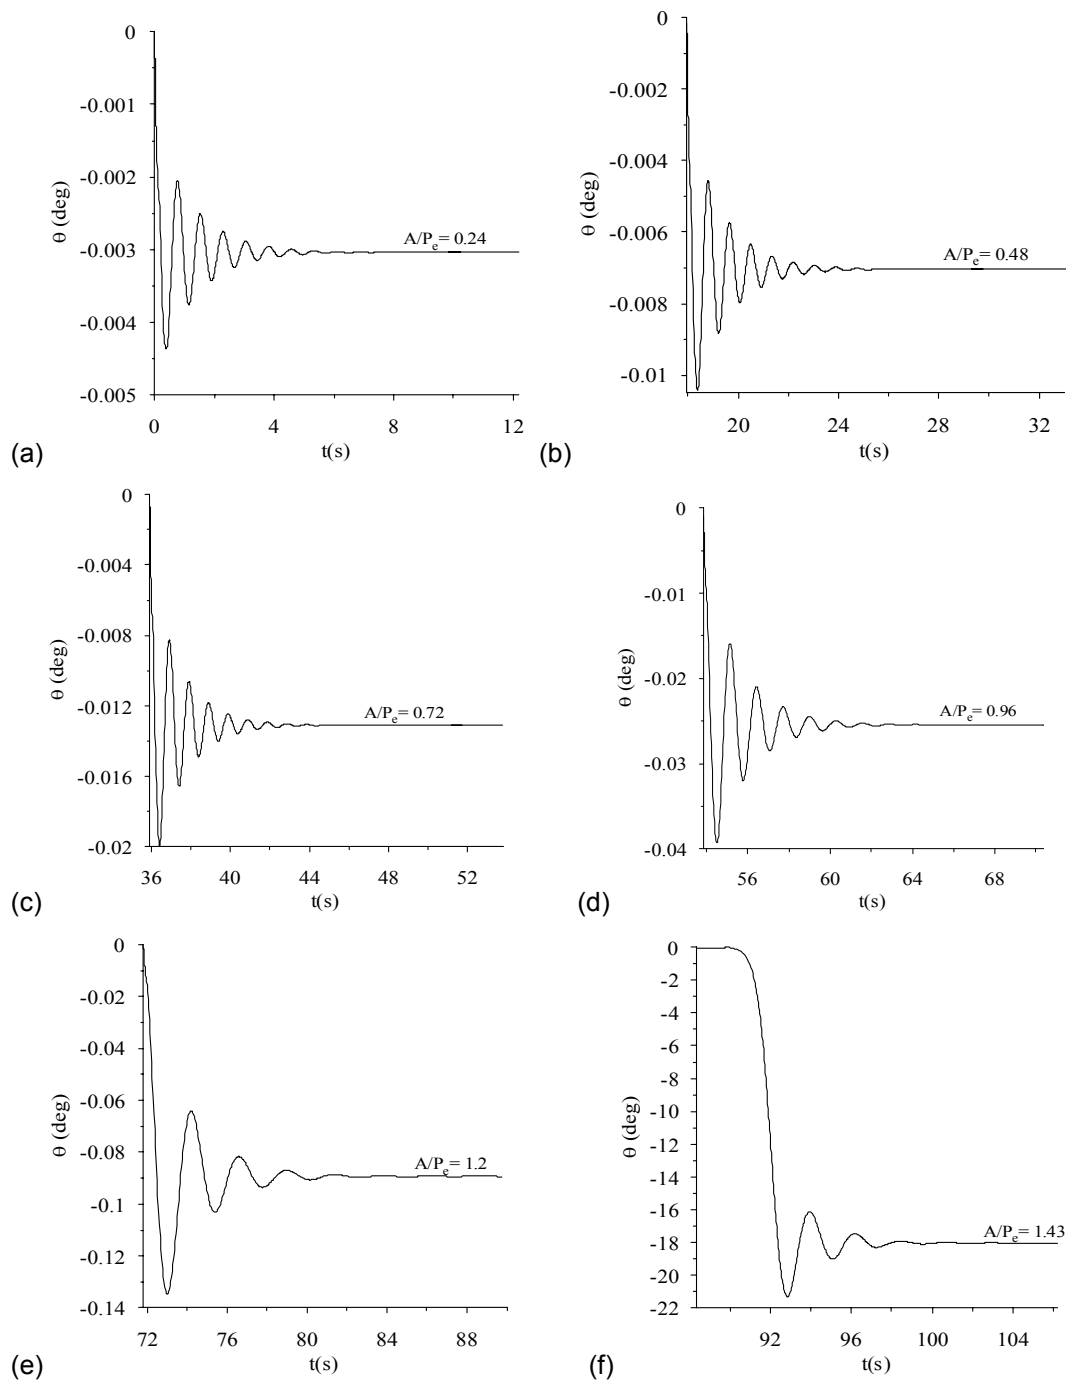 0
-0.001
-0.002
-0.003
-0.004
-0.005
θ (deg)
A/Pe= 0.24
0 4 8 12
t(s)
(a)
0
-0.002
-0.004
-0.006
-0.008
-0.01
θ (deg)
A/Pe= 0.48
20 24 28 32
t(s)
(b)
0
-0.004
-0.008
-0.012
-0.016
-0.02
θ (deg)
A/Pe= 0.72
36 40 44 48 52
t(s)
(c)
0
-0.01
-0.02
-0.03
-0.04
θ (deg)
A/Pe= 0.96
56 60 64 68
t(s)
(d)
0
-0.02
-0.04
-0.06
-0.08
-0.1
-0.12
-0.14
θ (deg)
A/Pe= 1.2
72 76 80 84 88
t(s)
(e)
0
-2
-4
-6
-8
-10
-12
-14
-16
-18
-20
-22
θ (deg)
A/Pe= 1.43
92 96 100 104
t(s)
(f)